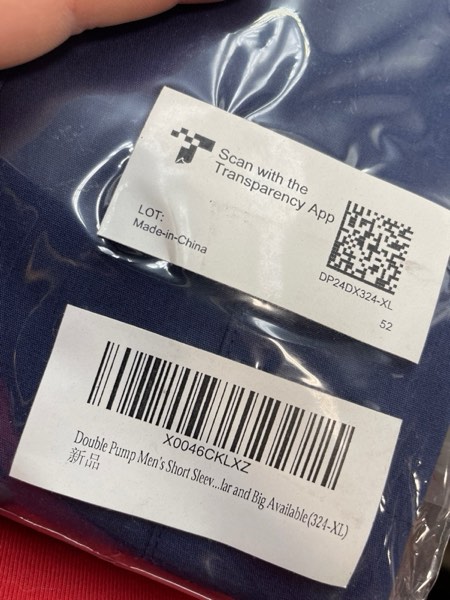 Scan with the
Transparency App
LOT:
Made-in-China
DP24DX324-XL
52
X0046CKLXZ
Double Pump Men's Short Sleev...lar and Big Available(324-XL)
新品